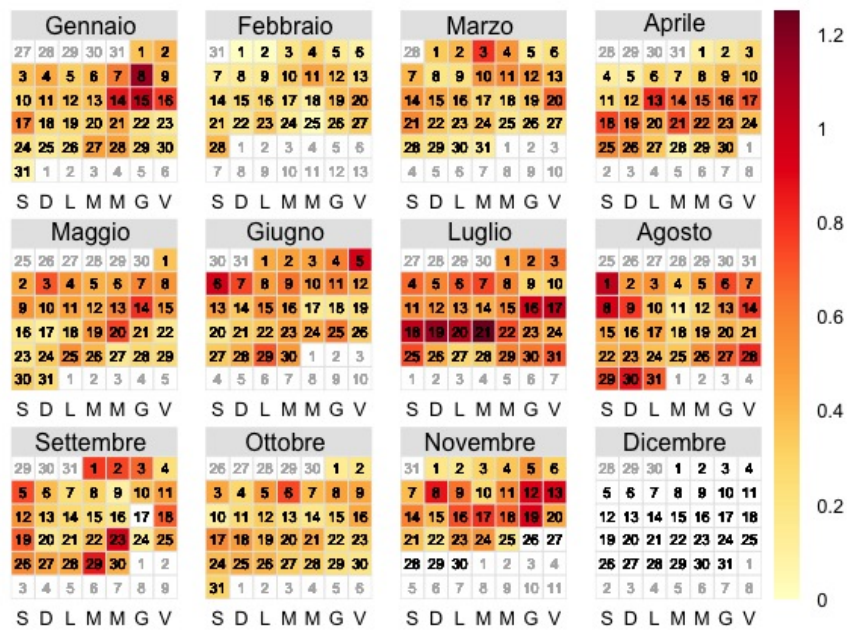 Gennaio
27 28 29 30 31 1 2
3 4 5 6 7 8 9
10 11 12 13 14 15 16
17 18 19 20 21 22 23
24 25 26 27 28 29 30
31 1 2 3 4 5 6
S D L M M G V
Febbraio
31 1 2 3 4 5 6
7 8 9 10 11 12 13
14 15 16 17 18 19 20
21 22 23 24 25 26 27
28 1 2 3 4 5 6
7 8 9 10 11 12 13
S D L M M G V
Marzo
28 1 2 3 4 5 6
7 8 9 10 11 12 13
14 15 16 17 18 19 20
21 22 23 24 25 26 27
28 29 30 31 1 2 3
4 5 6 7 8 9 10
S D L M M G V
Aprile
28 29 30 31 1 2 3
4 5 6 7 8 9 10
11 12 13 14 15 16 17
18 19 20 21 22 23 24
25 26 27 28 29 30 1
2 3 4 5 6 7 8
S D L M M G V
Maggio
25 26 27 28 29 30 1
2 3 4 5 6 7 8
9 10 11 12 13 14 15
16 17 18 19 20 21 22
23 24 25 26 27 28 29
30 31 1 2 3 4 5
S D L M M G V
Giugno
30 31 1 2 3 4 5
6 7 8 9 10 11 12
13 14 15 16 17 18 19
20 21 22 23 24 25 26
27 28 29 30 1 2 3
4 5 6 7 8 9 10
S D L M M G V
Luglio
27 28 29 30 1 2 3
4 5 6 7 8 9 10
11 12 13 14 15 16 17
18 19 20 21 22 23 24
25 26 27 28 29 30 31
1 2 3 4 5 6 7
S D L M M G V
Agosto
25 26 27 28 29 30 31
1 2 3 4 5 6 7
8 9 10 11 12 13 14
15 16 17 18 19 20 21
22 23 24 25 26 27 28
29 30 31 1 2 3 4
S D L M M G V
Settembre
29 30 31 1 2 3 4
5 6 7 8 9 10 11
12 13 14 15 16 17 18
19 20 21 22 23 24 25
26 27 28 29 30 1 2
3 4 5 6 7 8 9
S D L M M G V
Ottobre
26 27 28 29 30 1 2
3 4 5 6 7 8 9
10 11 12 13 14 15 16
17 18 19 20 21 22 23
24 25 26 27 28 29 30
31 1 2 3 4 5 6
S D L M M G V
Novembre
31 1 2 3 4 5 6
7 8 9 10 11 12 13
14 15 16 17 18 19 20
21 22 23 24 25 26 27
28 29 30 1 2 3 4
5 6 7 8 9 10 11
S D L M M G V
Dicembre
28 29 30 1 2 3 4
5 6 7 8 9 10 11
12 13 14 15 16 17 18
19 20 21 22 23 24 25
26 27 28 29 30 31 1
2 3 4 5 6 7 8
S D L M M G V
1.2
1
0.8
0.6
0.4
0.2
0